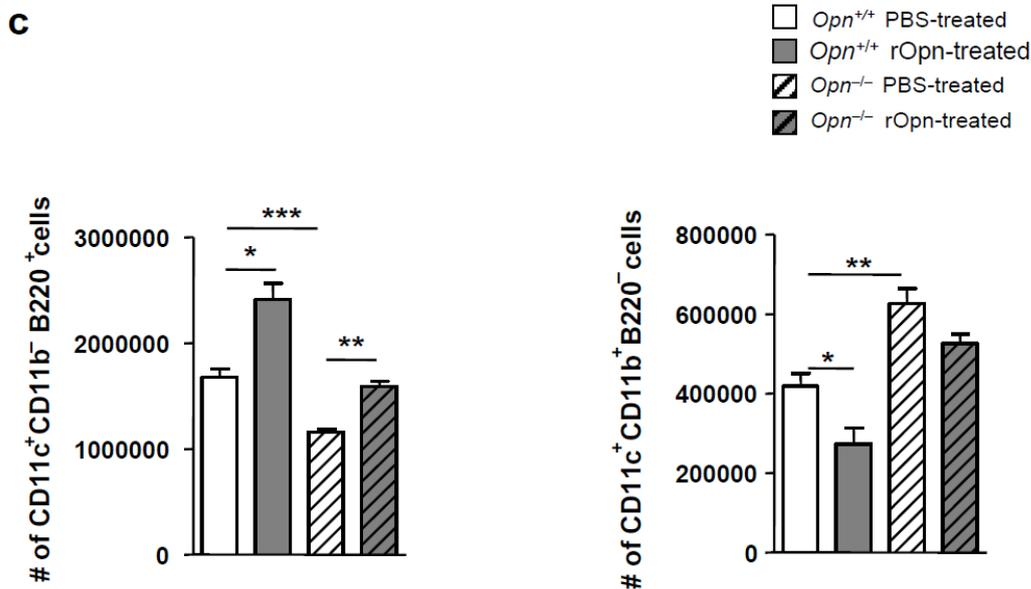 c
Opn+/+ PBS-treated
Opn+/+ rOpn-treated
Opn–/– PBS-treated
Opn–/– rOpn-treated
# of CD11c+CD11b– B220+cells
3000000
2000000
1000000
0
***
*
**
# of CD11c+ CD11b+ B220– cells
800000
600000
400000
200000
0
**
*